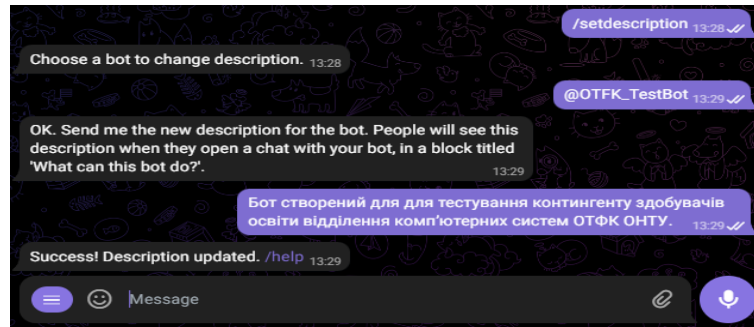 /setdescription 13:28
Choose a bot to change description. 13:28
@OTFK_TestBot 13:29
OK. Send me the new description for the bot. People will see this
description when they open a chat with your bot, in a block titled
'What can this bot do?'. 13:29
Бот створений для для тестування контингенту здобувачів
освіти відділення комп'ютерних систем ОТФК ОНТУ. 13:29
Success! Description updated. /help 13:29
Message